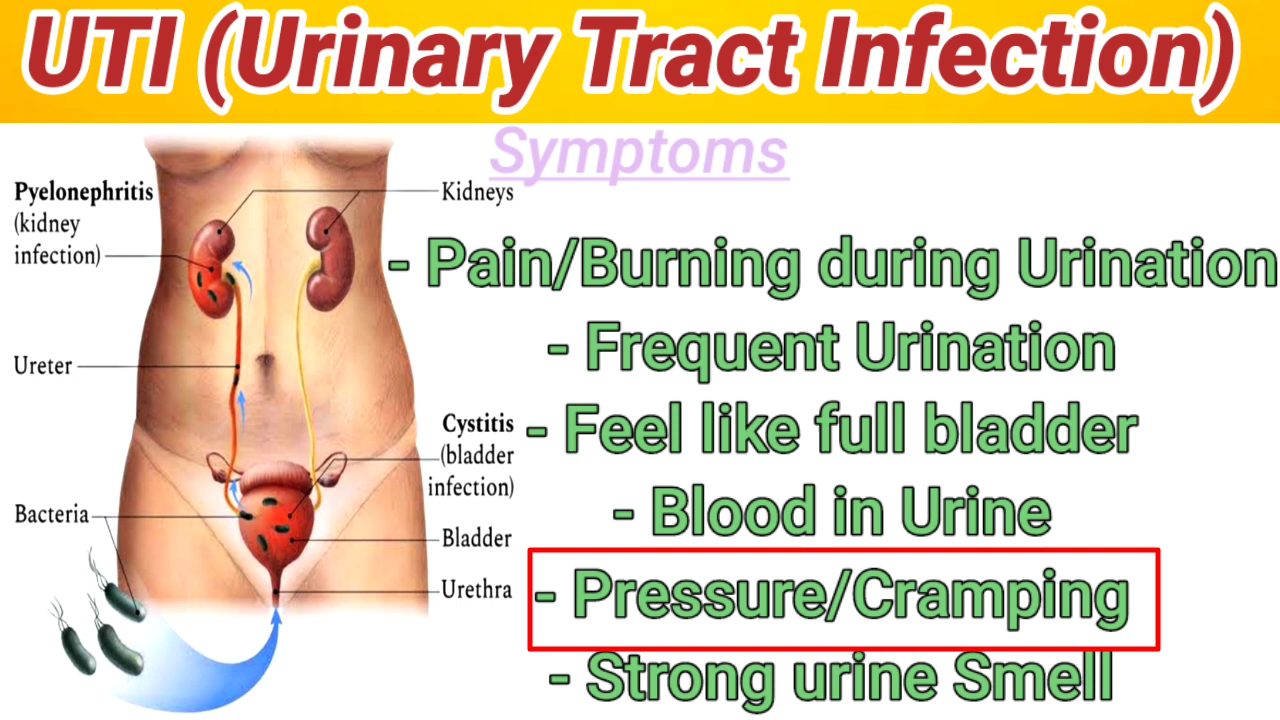 UTI (Urinary Tract Infection)
Symptoms
Pyelonephritis
(kidney
infection)
Kidneys
- Pain/Burning during Urination
- Frequent Urination
Ureter
Cystitis
(bladder
infection)
- Feel like full bladder
- Blood in Urine
Bacteria
Bladder
Urethra
- Pressure/Cramping
- Strong urine Smell